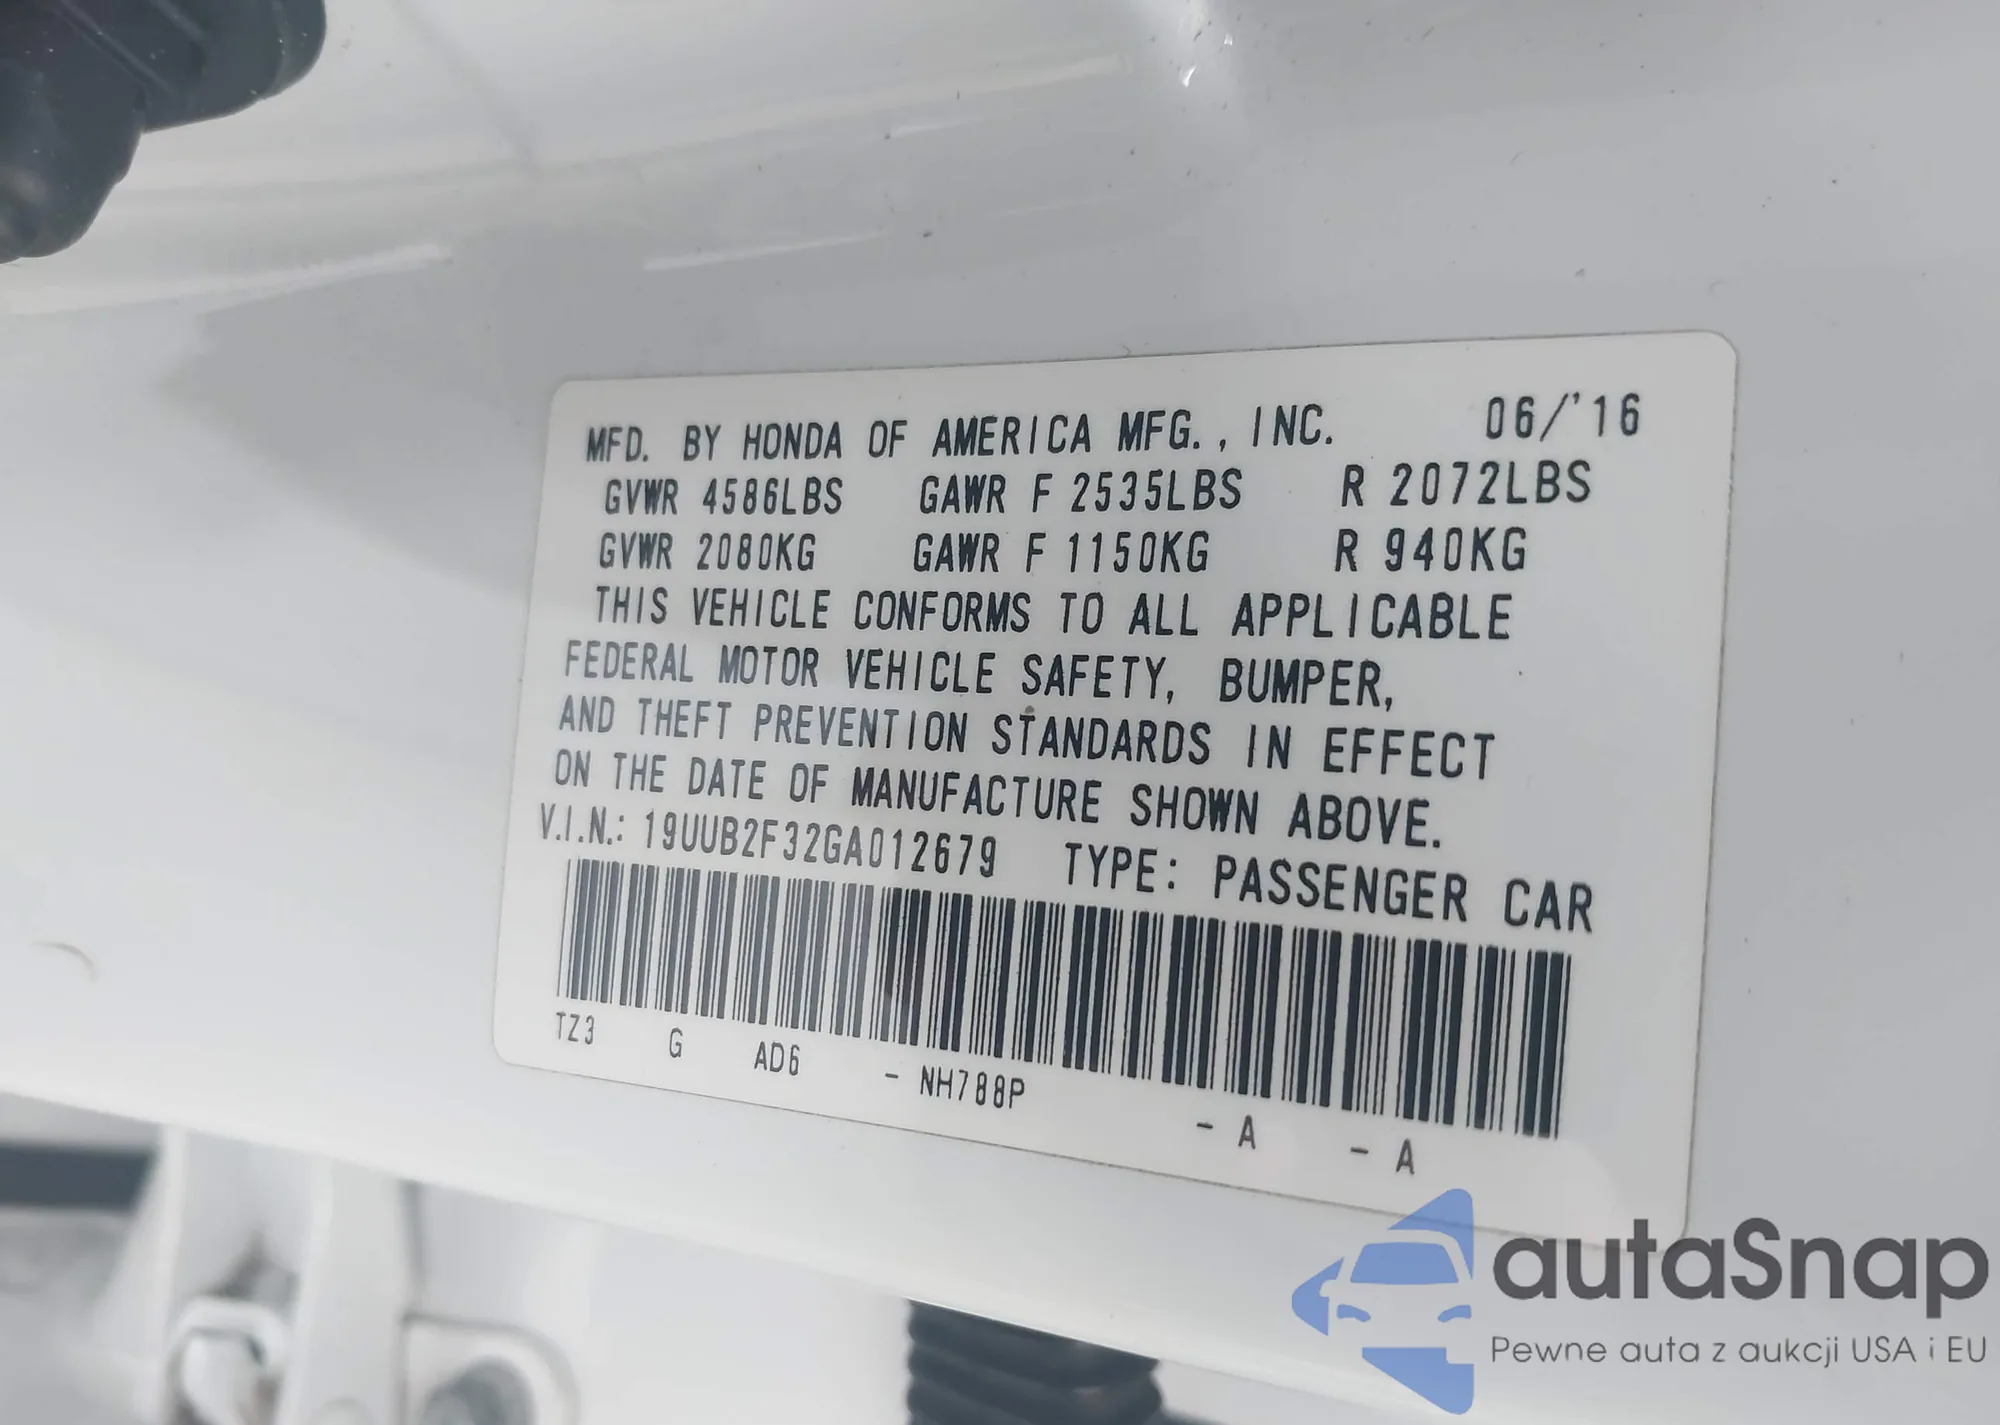 MFD. BY HONDA OF AMERICA MFG., INC. 06/'16
GVWR 4586LBS GAWR F 2535LBS R 2072LBS
GVWR 2080KG GAWR F 1150KG R 940KG
THIS VEHICLE CONFORMS TO ALL APPLICABLE
FEDERAL MOTOR VEHICLE SAFETY, BUMPER,
AND THEFT PREVENTION STANDARDS IN EFFECT
ON THE DATE OF MANUFACTURE SHOWN ABOVE.
V.I.N.: 19UUB2F32GA012679 TYPE: PASSENGER CAR
TZ3 G AD6 - NH788P - A - A
autaSnap
Pewne auta z aukcji USA i EU